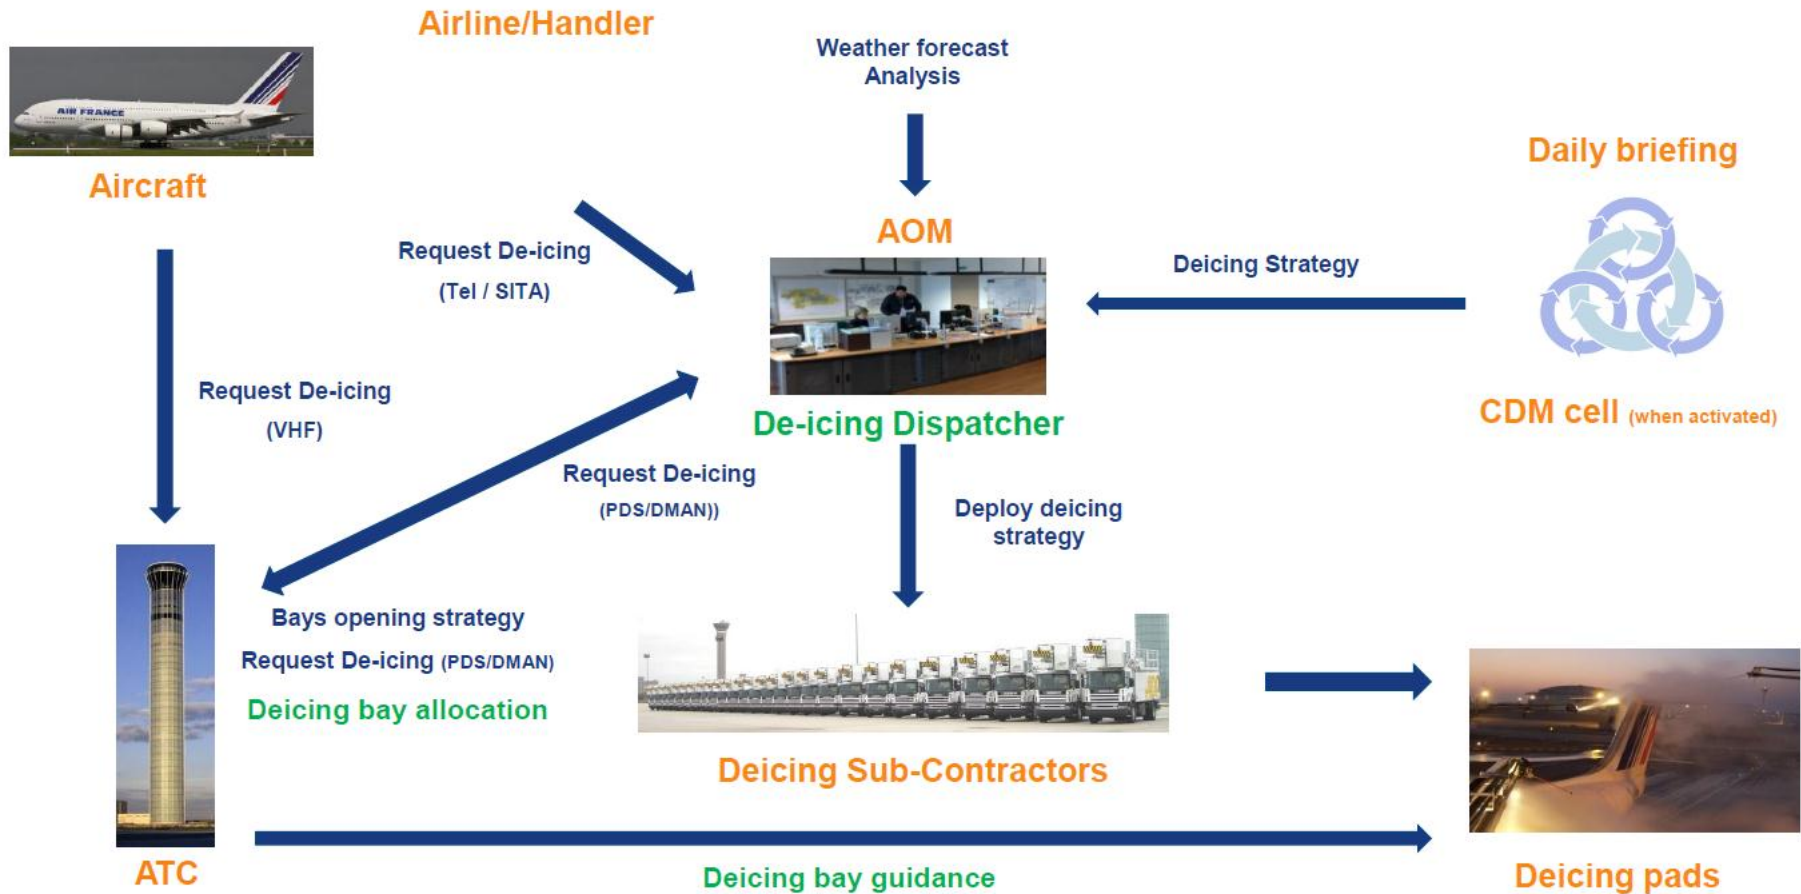 Airline/Handler
Weather forecast
Analysis
AIR FRANCE
Aircraft
Daily briefing
AOM
Request De-icing
(Tel / SITA)
Deicing Strategy
Request De-icing
(VHF)
De-icing Dispatcher
CDM cell (when activated)
Request De-icing
(PDS/DMAN))
Deploy deicing
strategy
Bays opening strategy
Request De-icing (PDS/DMAN)
Deicing bay allocation
Deicing Sub-Contractors
ATC
Deicing bay guidance
Deicing pads